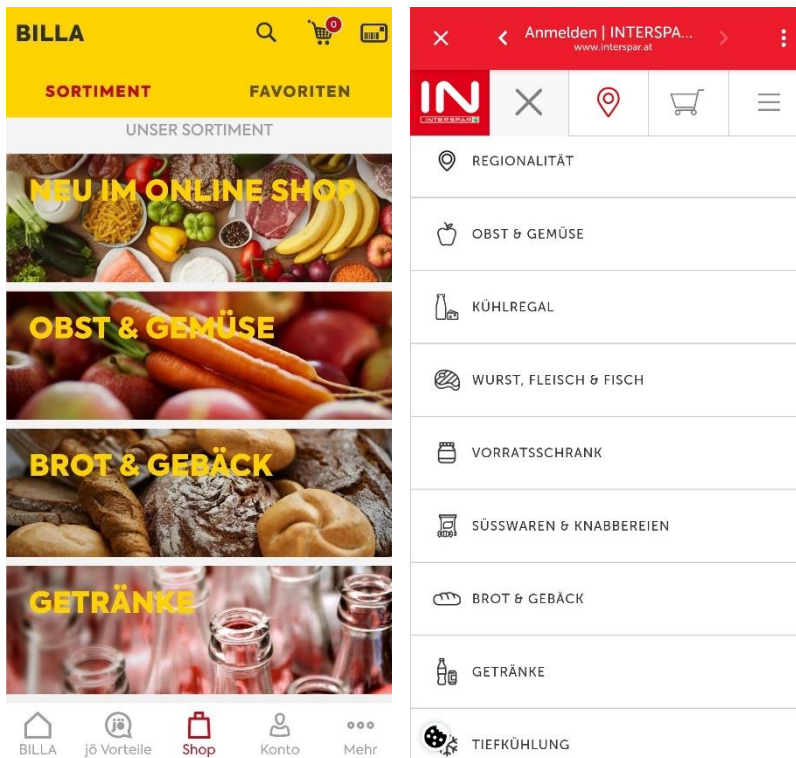 BILLA
0
SORTIMENT FAVORITEN
UNSER SORTIMENT
NEU IM ONLINE SHOP
OBST & GEMÜSE
BROT & GEBÄCK
GETRÄNKE
BILLA jö Vorteile Shop Konto Mehr
Anmelden | INTERSPA...
www.interspar.at
IN
INTERSPAR
REGIONALITÄT
OBST & GEMÜSE
KÜHLREGAL
WURST, FLEISCH & FISCH
VORRATSSCHRANK
SÜSSWAREN & KNABBEREIEN
BROT & GEBÄCK
GETRÄNKE
TIEFKÜHLUNG